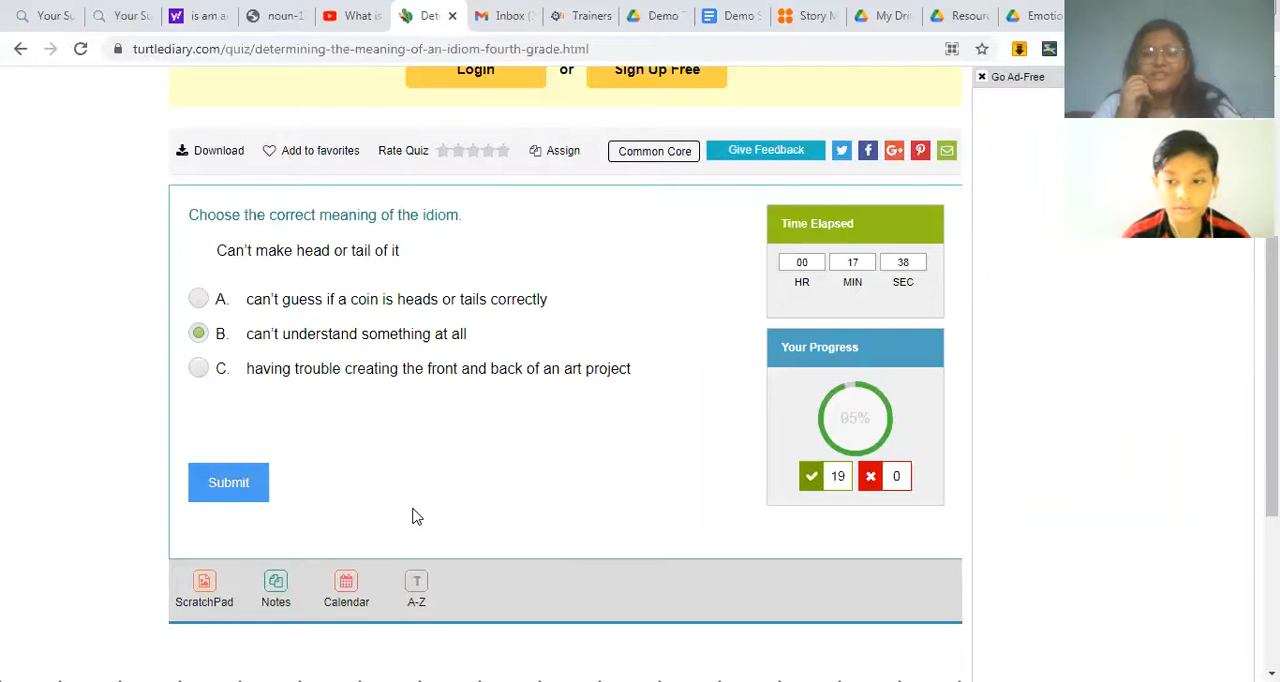 Your Su
Your Su
is am a
noun-1
What is
Det
Inbox (
Trainers
Demo
Demo S
Story M
My Dri
Resour
Emotio
turtlediary.com/quiz/determining-the-meaning-of-an-idiom-fourth-grade.html
Login or Sign Up Free
Go Ad-Free
Download Add to favorites Rate Quiz Assign Common Core Give Feedback
Choose the correct meaning of the idiom.
Can't make head or tail of it
A. can't guess if a coin is heads or tails correctly
B. can't understand something at all
C. having trouble creating the front and back of an art project
Submit
Time Elapsed
00 17 38
HR MIN SEC
Your Progress
95%
19 0
ScratchPad Notes Calendar A-Z